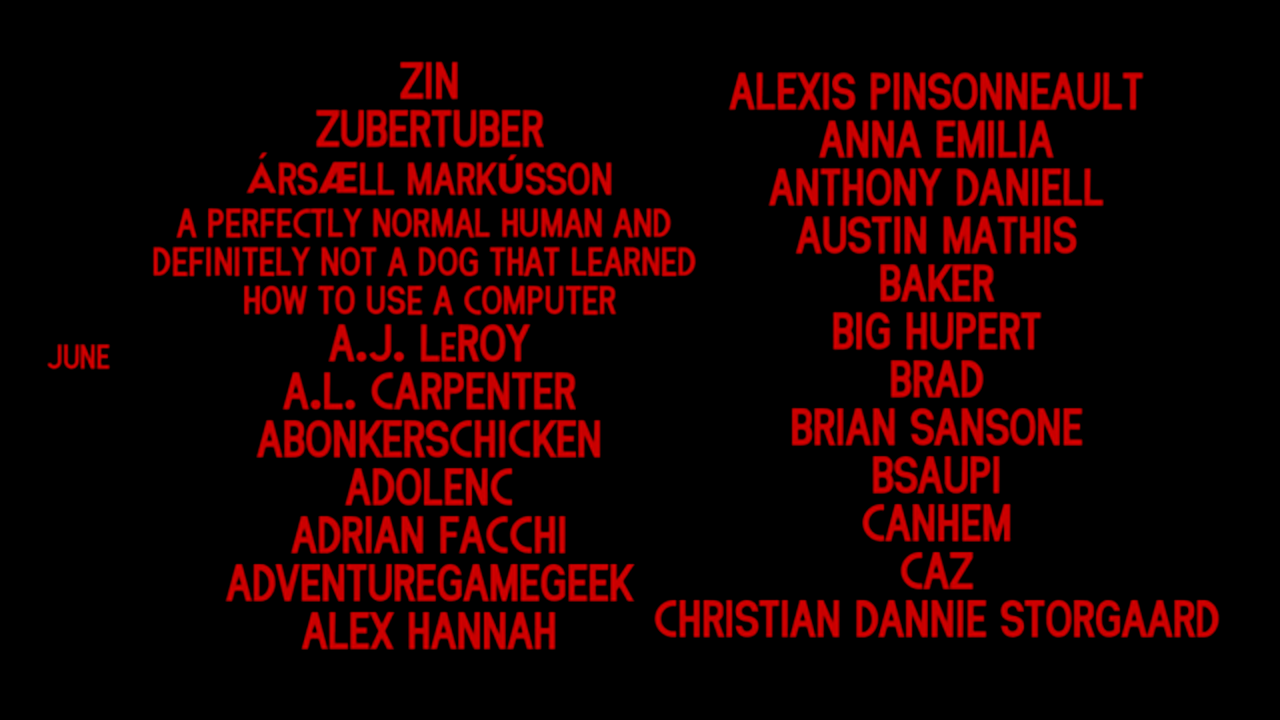 JUNE
ZIN
ZUBERTUBER
ÁRSÆLL MARKÚSSON
A PERFECTLY NORMAL HUMAN AND
DEFINITELY NOT A DOG THAT LEARNED
HOW TO USE A COMPUTER
A.J. LeROY
A.L. CARPENTER
ABONKERSCHICKEN
ADOLENC
ADRIAN FACCHI
ADVENTUREGAMEGEEK
ALEX HANNAH
ALEXIS PINSONNEAULT
ANNA EMILIA
ANTHONY DANIELL
AUSTIN MATHIS
BAKER
BIG HUPERT
BRAD
BRIAN SANSONE
BSAUPI
CANHEM
CAZ
CHRISTIAN DANNIE STORGAARD